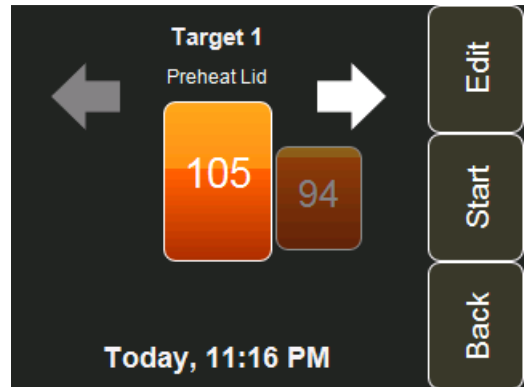 Target 1
Preheat Lid
105
94
Today, 11:16 PM
Edit
Start
Back